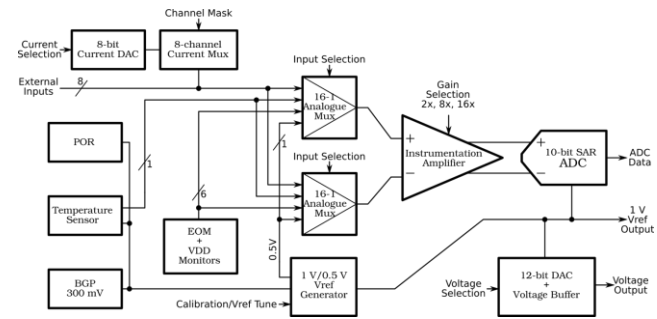 Channel Mask
Current
Selection
8-bit
Current DAC
8-channel
Current Mux
External
Inputs
8
Input Selection
16-1
Analogue
Mux
Gain
Selection
2x, 8x, 16x
POR
1
1
+
Instrumentation
Amplifier
−
+
10-bit SAR
ADC
−
ADC
Data
Input Selection
16-1
Analogue
Mux
Temperature
Sensor
6
EOM
+
VDD
Monitors
0.5V
1 V
Vref
Output
BGP
300 mV
1 V/0.5 V
Vref
Generator
Calibration/Vref Tune
Voltage
Selection
12-bit DAC
+
Voltage Buffer
Voltage
Output